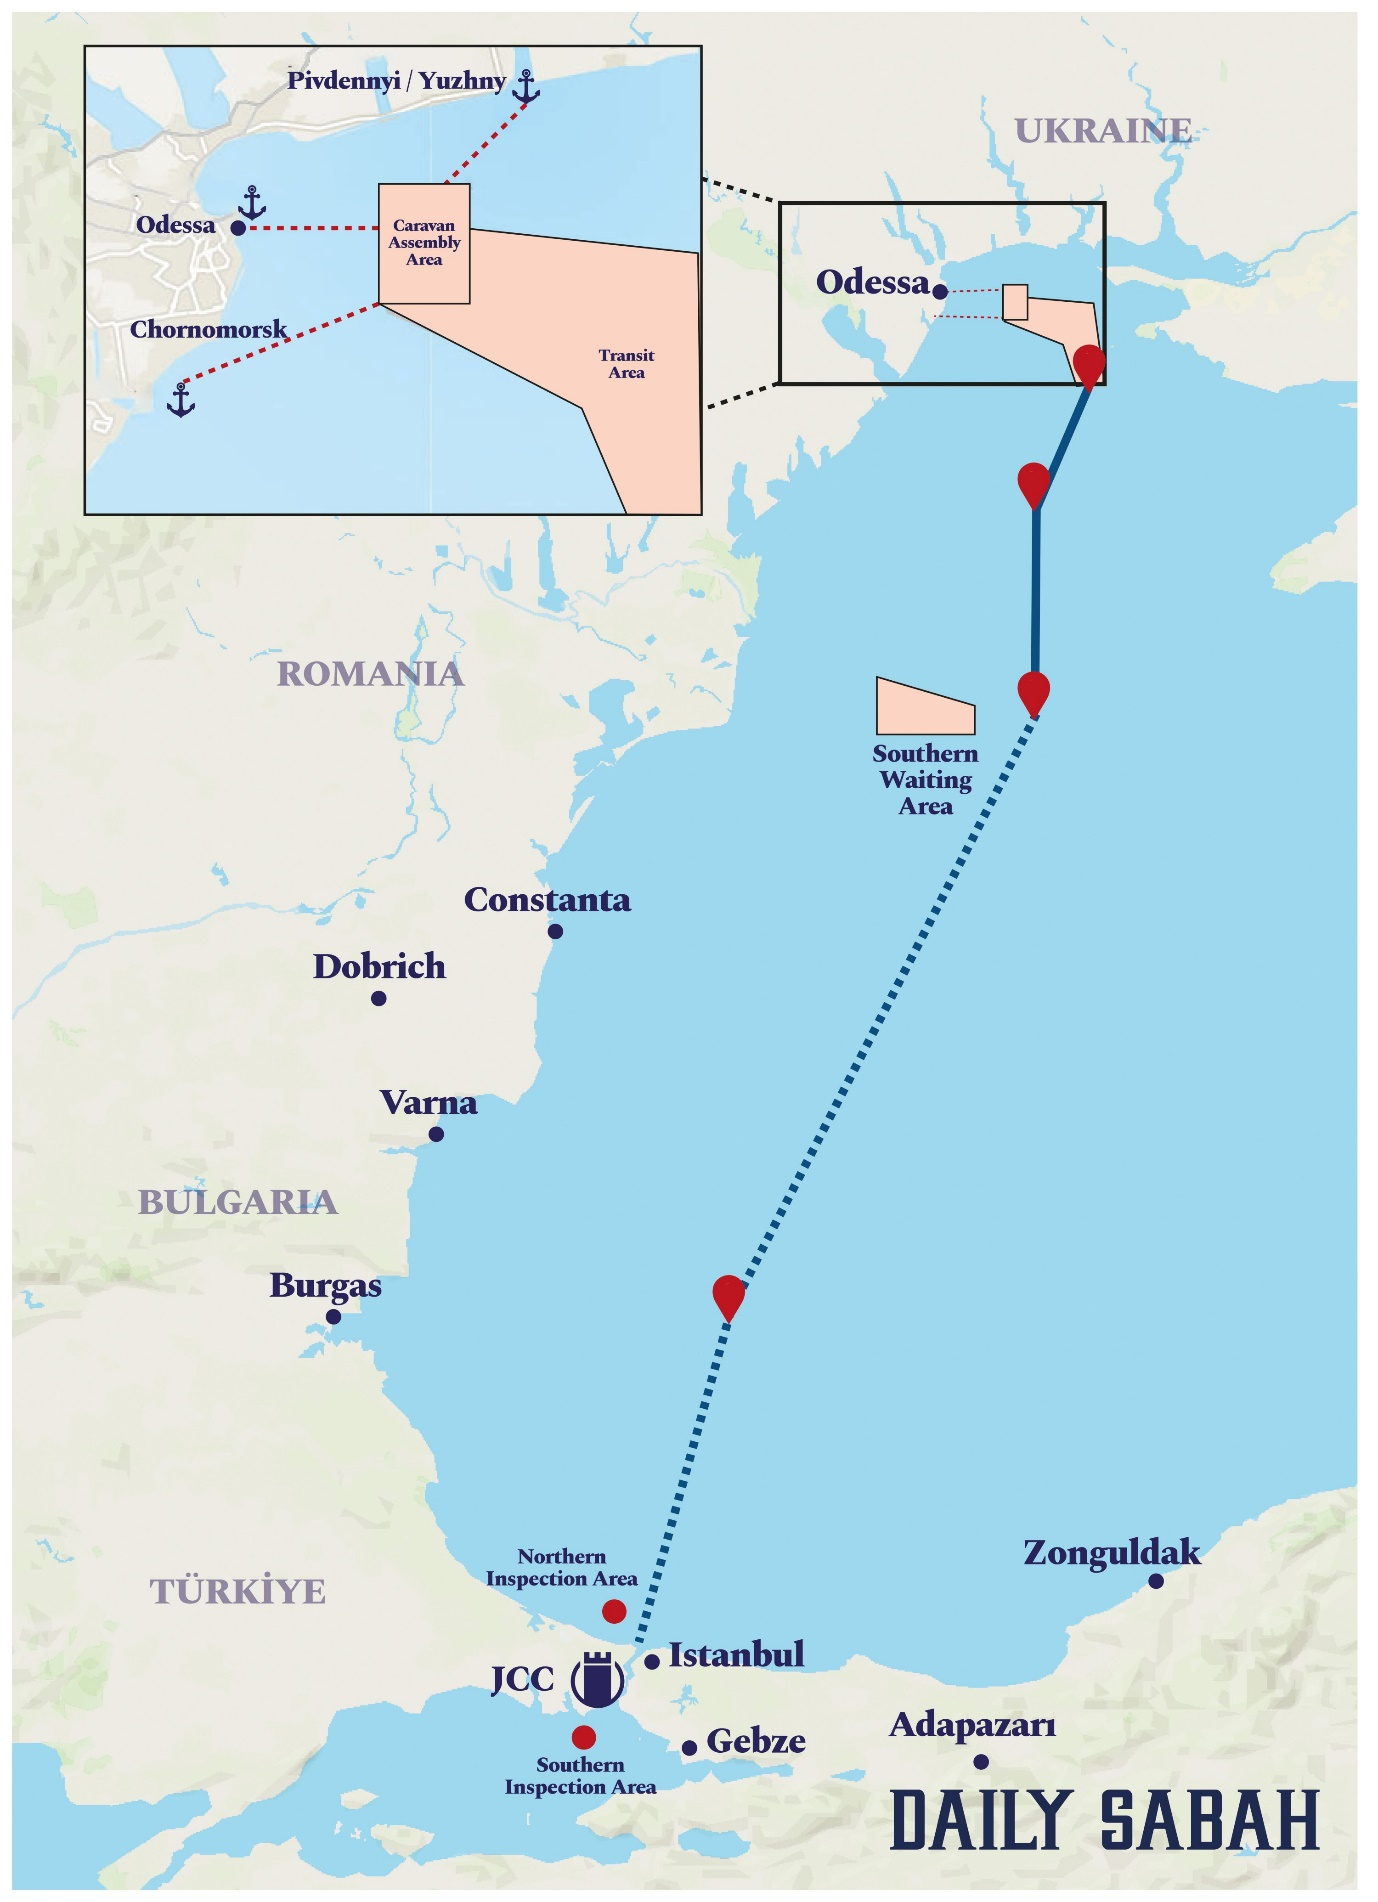 Pivdennyi / Yuzhny
Odessa
Caravan
Assembly
Area
Chornomorsk
Transit
Area
UKRAINE
Odessa
ROMANIA
Southern
Waiting
Area
Constanta
Dobrich
Varna
BULGARIA
Burgas
Northern
Inspection Area
Zonguldak
TÜRKİYE
JCC
Istanbul
Gebze
Adapazarı
Southern
Inspection Area
DAILY SABAH